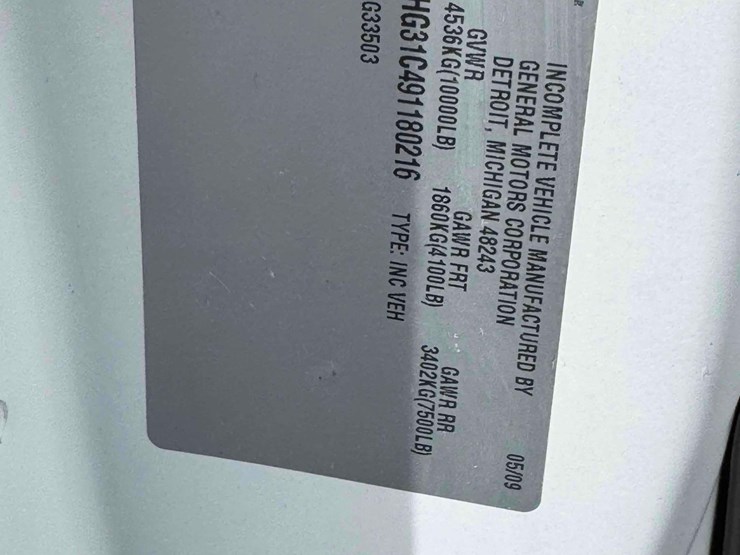 INCOMPLETE VEHICLE MANUFACTURED BY
GENERAL MOTORS CORPORATION 05/09
DETROIT, MICHIGAN 48243
GVWR GAWR FRT GAWR RR
4536KG(10000LB) 1860KG(4100LB) 3402KG(7500LB)
HG31C491180216 TYPE: INC VEH
G33503